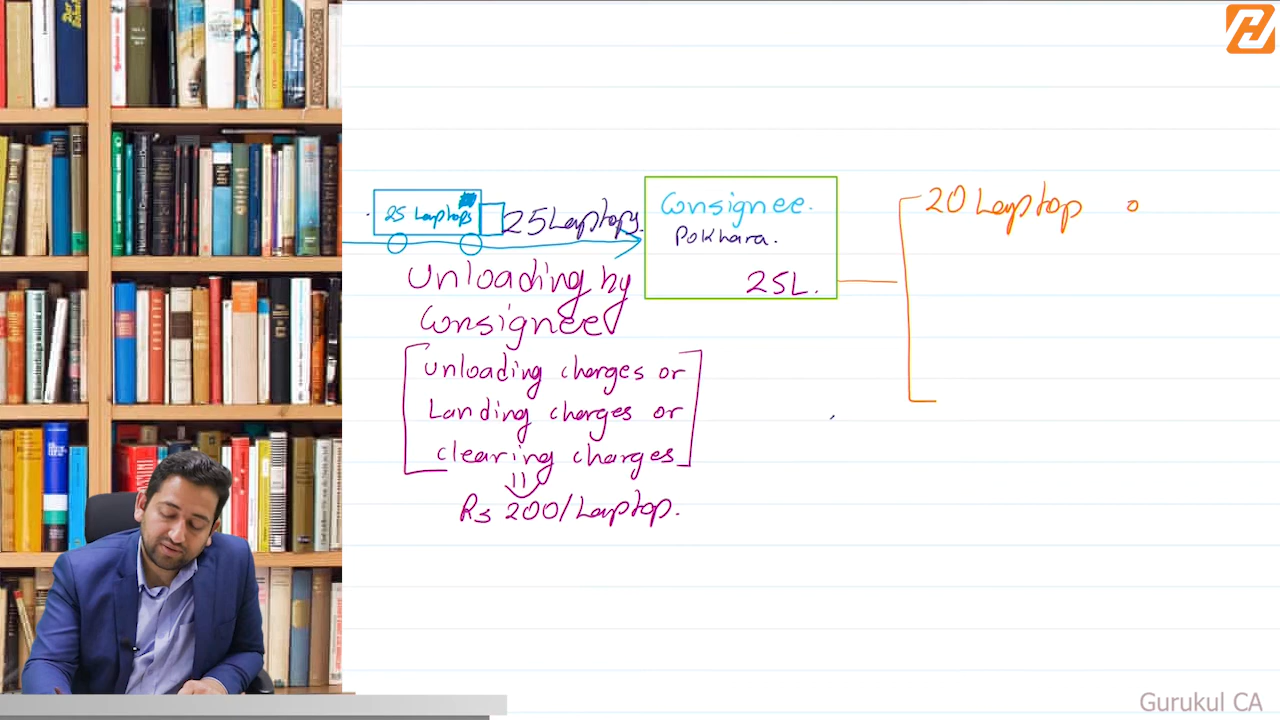 25 Laptops
25 Laptops.
Consignee.
Pokhara.
25L.
20 Laptop
Unloading by
Consignee
Unloading charges or
Landing charges or
clearing charges
Rs 200/Laptop.
Gurukul CA